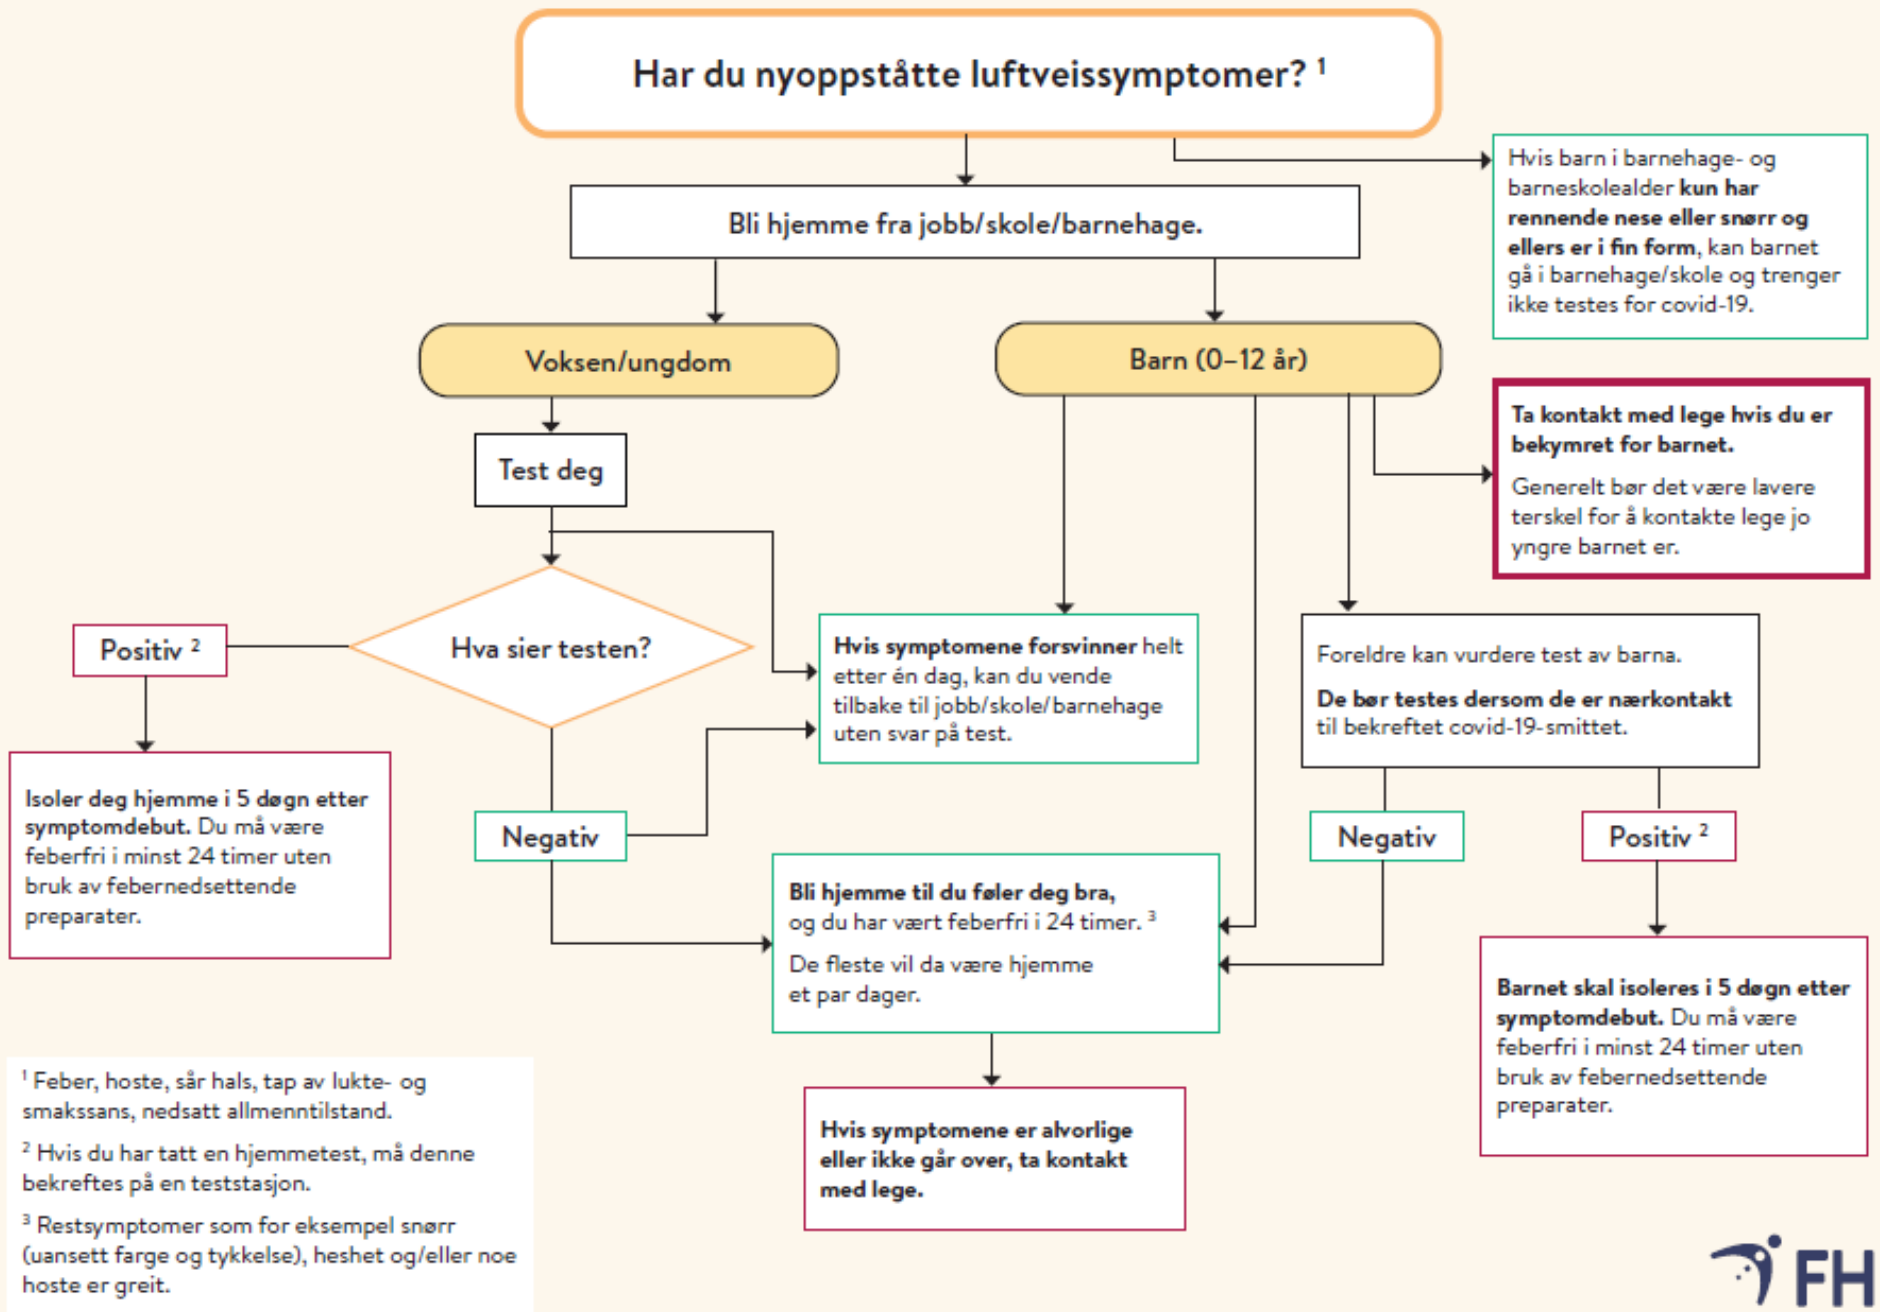 Har du nyoppståtte luftveissymptomer? ¹
Bli hjemme fra jobb/skole/barnehage.
Hvis barn i barnehage- og
barneskolealder kun har
rennende nese eller snørr og
ellers er i fin form, kan barnet
gå i barnehage/skole og trenger
ikke testes for covid-19.
Voksen/ungdom
Barn (0–12 år)
Ta kontakt med lege hvis du er
bekymret for barnet.
Generelt bør det være lavere
terskel for å kontakte lege jo
yngre barnet er.
Test deg
Hva sier testen?
Positiv ²
Hvis symptomene forsvinner helt
etter én dag, kan du vende
tilbake til jobb/skole/barnehage
uten svar på test.
Foreldre kan vurdere test av barna.
De bør testes dersom de er nærkontakt
til bekreftet covid-19-smittet.
Isoler deg hjemme i 5 døgn etter
symptomdebut. Du må være
feberfri i minst 24 timer uten
bruk av febernedsettende
preparater.
Negativ
Negativ
Positiv ²
Bli hjemme til du føler deg bra,
og du har vært feberfri i 24 timer. ³
De fleste vil da være hjemme
et par dager.
Barnet skal isoleres i 5 døgn etter
symptomdebut. Du må være
feberfri i minst 24 timer uten
bruk av febernedsettende
preparater.
Hvis symptomene er alvorlige
eller ikke går over, ta kontakt
med lege.
¹ Feber, hoste, sår hals, tap av lukte- og
smakssans, nedsatt allmenntilstand.
² Hvis du har tatt en hjemmetest, må denne
bekreftes på en teststasjon.
³ Restsymptomer som for eksempel snørr
(uansett farge og tykkelse), heshet og/eller noe
hoste er greit.
FH